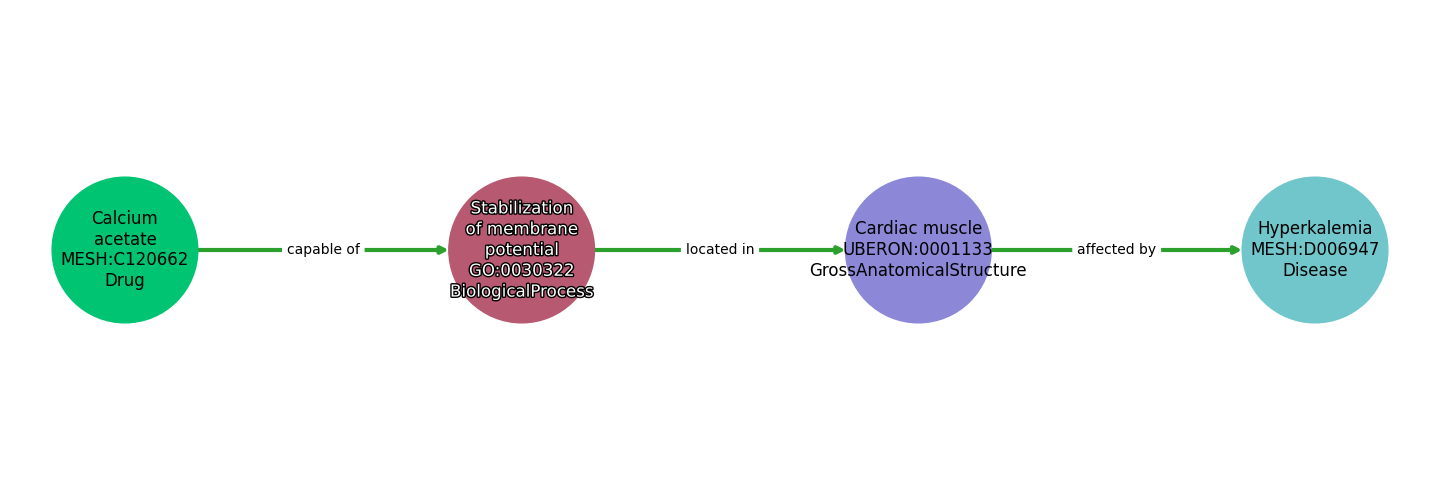 Calcium
acetate
MESH:C120662
Drug
capable of
Stabilization
of membrane
potential
GO:0030322
BiologicalProcess
located in
Cardiac muscle
UBERON:0001133
GrossAnatomicalStructure
affected by
Hyperkalemia
MESH:D006947
Disease